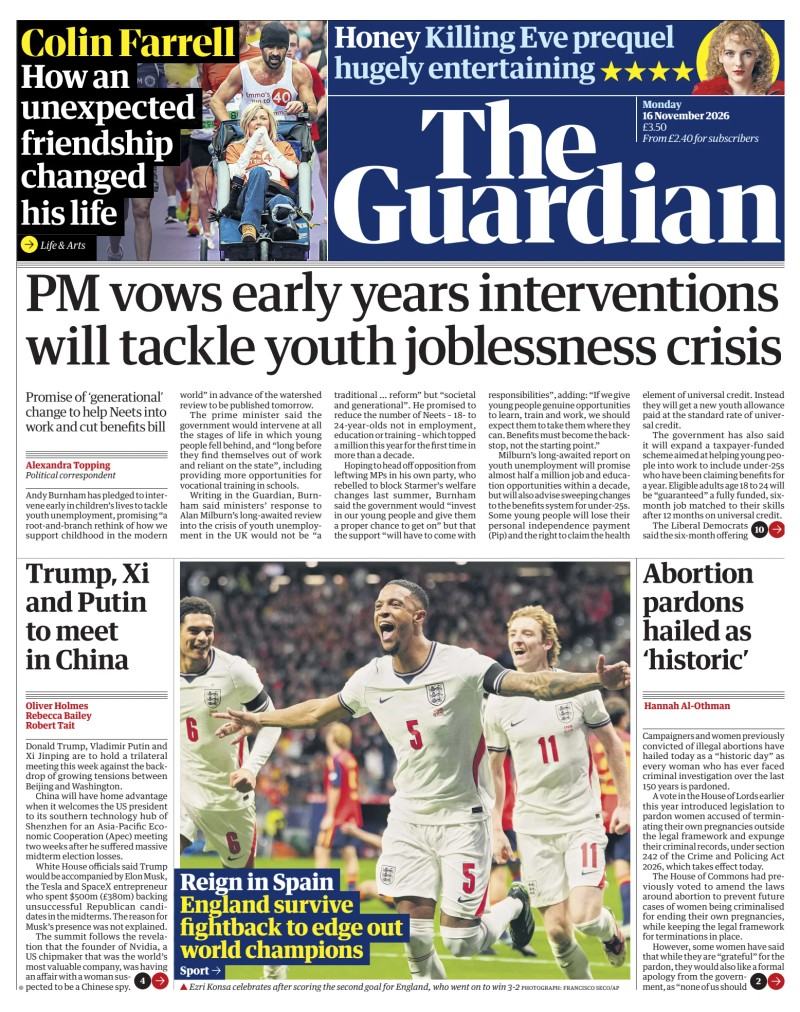 Colin Farrell
How an
unexpected
friendship
changed
his life
Life & Arts
Honey Killing Eve prequel
hugely entertaining
Monday
16 November 2026
£3.50
From £2.40 for subscribers
The
Guardian
PM vows early years interventions
will tackle youth joblessness crisis
Promise of ‘generational’
change to help Neets into
work and cut benefits bill
Alexandra Topping
Political correspondent
Andy Burnham has pledged to inter-
vene early in children's lives to tackle
youth unemployment, promising “a
root-and-branch rethink of how we
support childhood in the modern
world” in advance of the watershed
review to be published tomorrow.
The prime minister said the
government would intervene at all
the stages of life in which young
people fell behind, and “long before
they find themselves out of work
and reliant on the state”, including
providing more opportunities for
vocational training in schools.
Writing in the Guardian, Burn-
ham said ministers' response to
Alan Milburn's long-awaited review
into the crisis of youth unemploy-
ment in the UK would not be “a
traditional ... reform” but “societal
and generational”. He promised to
reduce the number of Neets – 18- to
24-year-olds not in employment,
education or training – which topped
a million this year for the first time in
more than a decade.
Hoping to head off opposition from
leftwing MPs in his own party, who
rebelled to block Starmer's welfare
changes last summer, Burnham
said the government would “invest
in our young people and give them
a proper chance to get on” but that
the support “will have to come with
responsibilities”, adding: “If we give
young people genuine opportunities
to learn, train and work, we should
expect them to take them where they
can. Benefits must become the back-
stop, not the starting point.”
Milburn's long-awaited report on
youth unemployment will promise
almost half a million job and educa-
tion opportunities within a decade,
but will also advise sweeping changes
to the benefits system for under-25s.
Some young people will lose their
personal independence payment
(Pip) and the right to claim the health
element of universal credit. Instead
they will get a new youth allowance
paid at the standard rate of univer-
sal credit.
The government has also said
it will expand a taxpayer-funded
scheme aimed at helping young peo-
ple into work to include under-25s
who have been claiming benefits for
a year. Eligible adults age 18 to 24 will
be “guaranteed” a fully funded, six-
month job matched to their skills
after 12 months on universal credit.
The Liberal Democrats
said the six-month offering
10
Trump, Xi
and Putin
to meet
in China
Oliver Holmes
Rebecca Bailey
Robert Tait
Donald Trump, Vladimir Putin and
Xi Jinping are to hold a trilateral
meeting this week against the back-
drop of growing tensions between
Beijing and Washington.
China will have home advantage
when it welcomes the US president
to its southern technology hub of
Shenzhen for an Asia-Pacific Eco-
nomic Cooperation (Apec) meeting
two weeks after he suffered massive
midterm election losses.
White House officials said Trump
would be accompanied by Elon Musk,
the Tesla and SpaceX entrepreneur
who spent $500m (£380m) backing
unsuccessful Republican candi-
dates in the midterms. The reason for
Musk's presence was not explained.
The summit follows the revela-
tion that the founder of Nvidia, a
US chipmaker that was the world's
most valuable company, was having
an affair with a woman sus-
pected to be a Chinese spy.
4
6
6
5
5
11
11
Reign in Spain
England survive
fightback to edge out
world champions
Sport
Ezri Konsa celebrates after scoring the second goal for England, who went on to win 3-2 PHOTOGRAPH: FRANCISCO SECO/AP
Abortion
pardons
hailed as
‘historic’
Hannah Al-Othman
Campaigners and women previously
convicted of illegal abortions have
hailed today as a “historic day” as
every woman who has ever faced
criminal investigation over the last
150 years is pardoned.
A vote in the House of Lords earlier
this year introduced legislation to
pardon women accused of termin-
ating their own pregnancies outside
the legal framework and expunge
their criminal records, under section
242 of the Crime and Policing Act
2026, which takes effect today.
The House of Commons had pre-
viously voted to amend the laws
around abortion to prevent future
cases of women being criminalised
for ending their own pregnancies,
while keeping the legal framework
for terminations in place.
However, some women have said
that while they are “grateful” for the
pardon, they would also like a formal
apology from the govern-
ment, as “none of us should
2